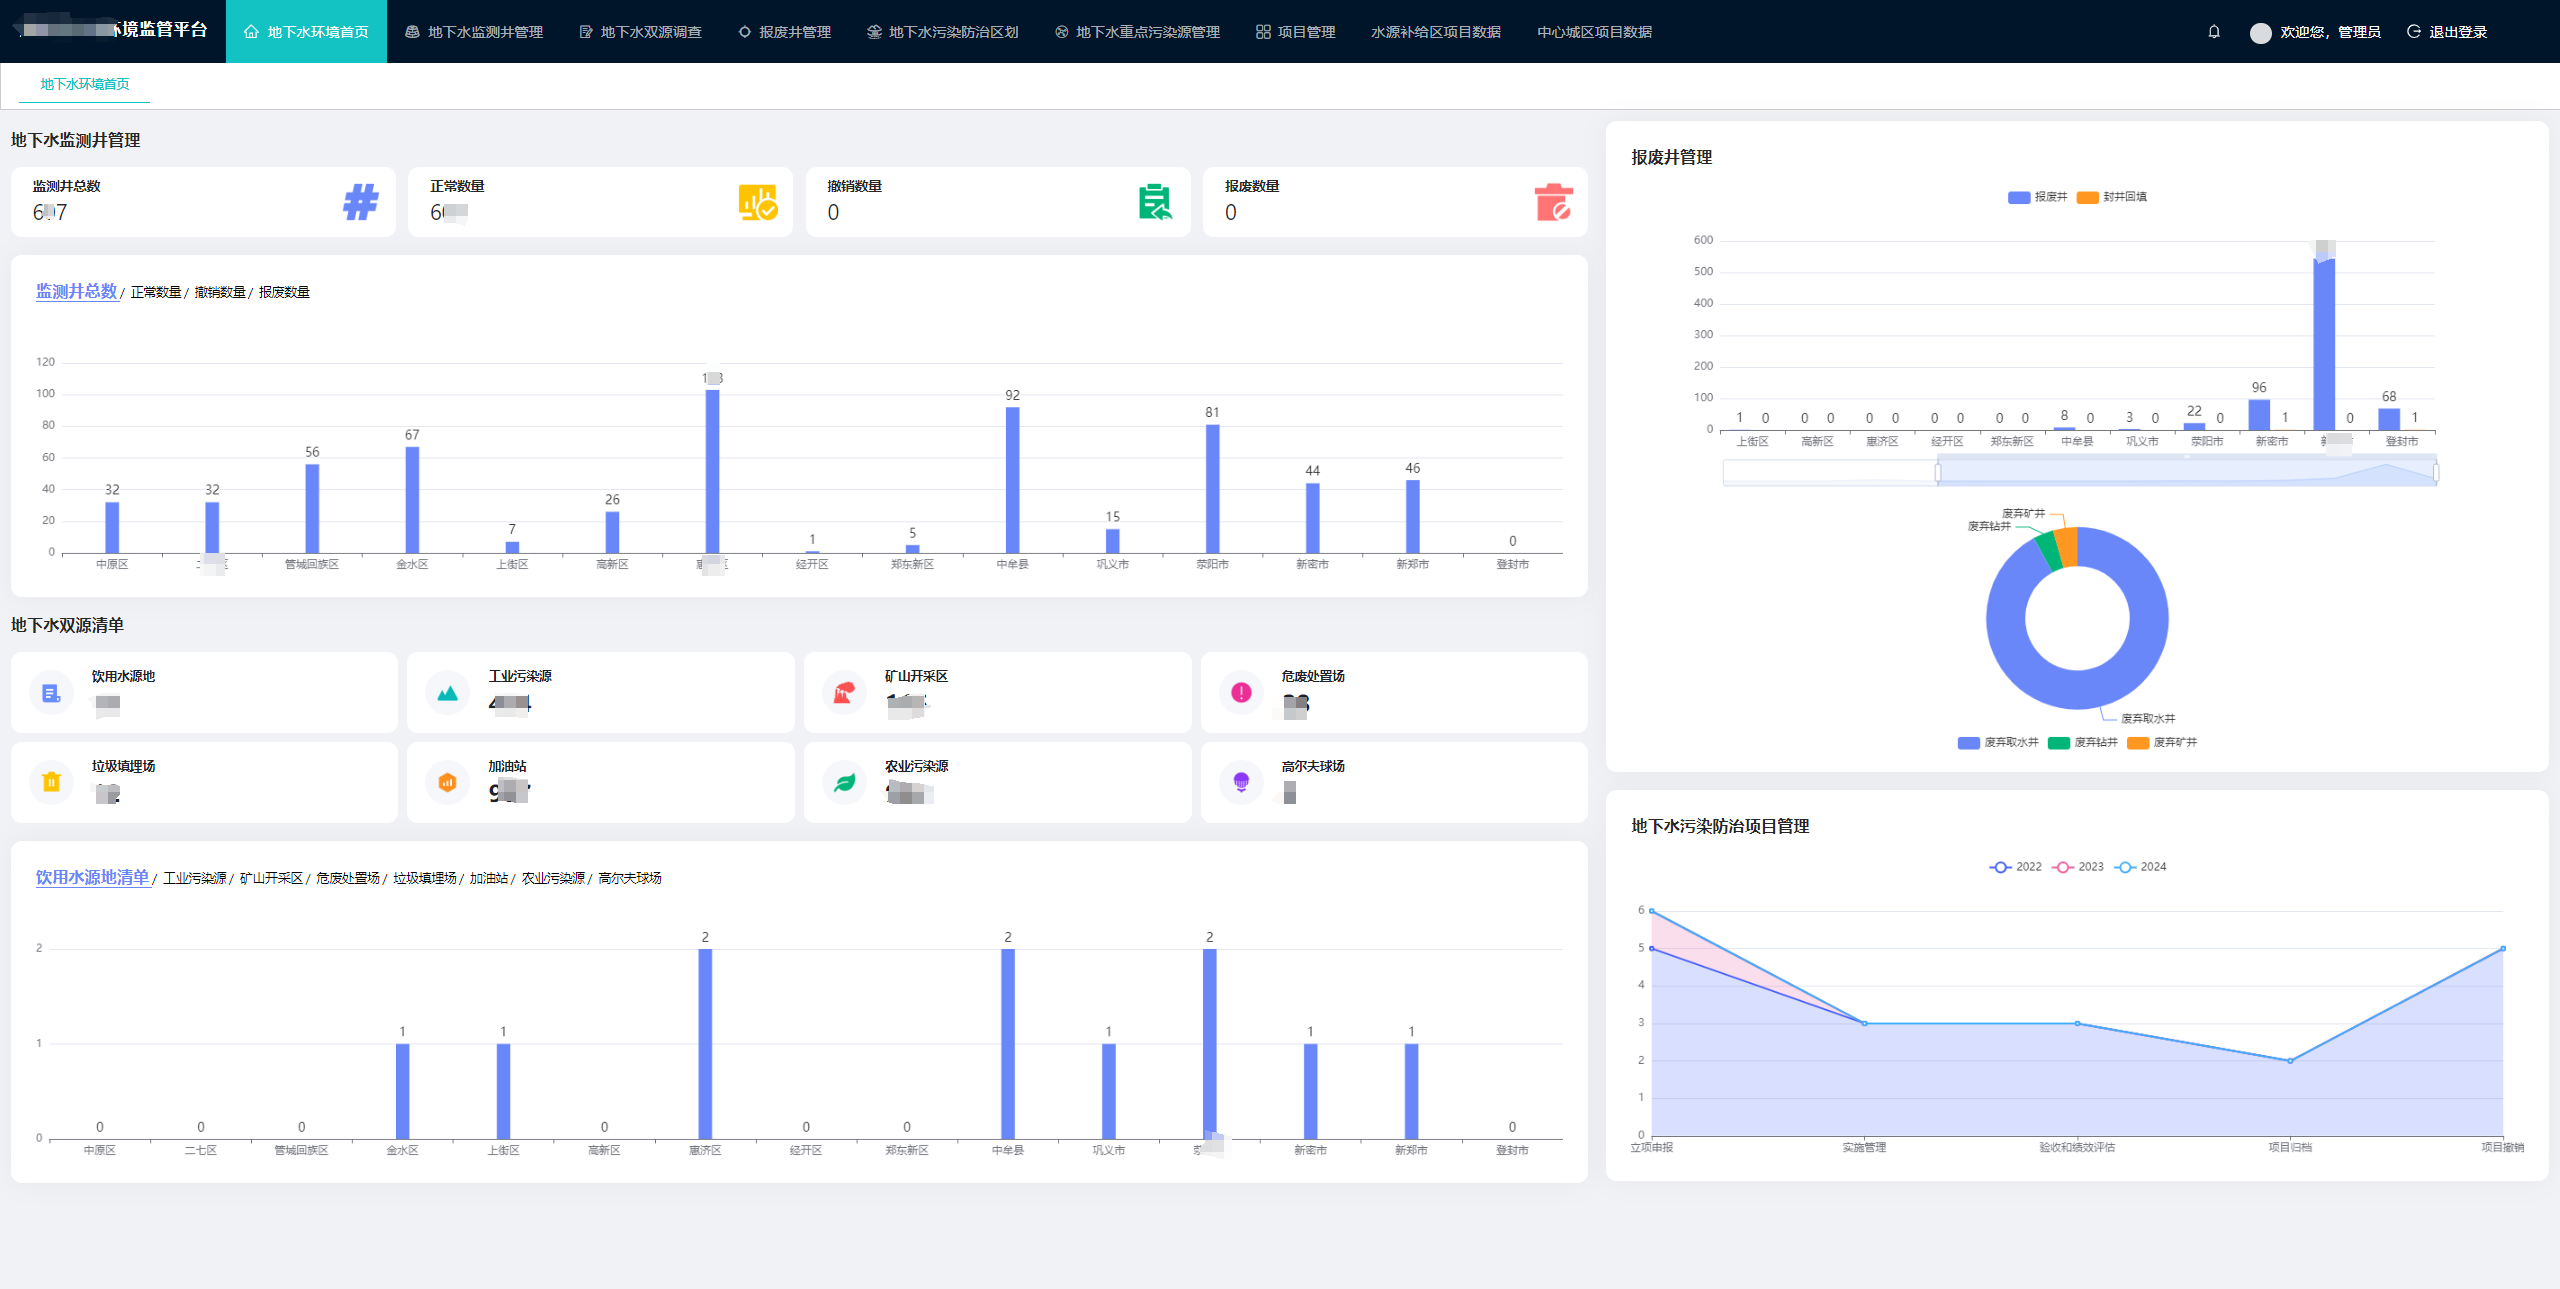 环境监管平台
地下水环境首页
地下水监测井管理
地下水双源调查
报废井管理
地下水污染防治区划
地下水重点污染源管理
项目管理
水源补给区项目数据
中心城区项目数据
欢迎您，管理员
退出登录
地下水环境首页
地下水监测井管理
监测井总数
正常数量
撤销数量
0
报废数量
0
监测井总数/ 正常数量/ 撤销数量/ 报废数量
120
100
80
60
40
20
0
32 32 56 67 7 26 1 5 92 15 81 44 46 0
中原区 管城回族区 金水区 上街区 高新区 经开区 郑东新区 中牟县 巩义市 荥阳市 新密市 新郑市 登封市
地下水双源清单
饮用水源地
工业污染源
矿山开采区
危废处置场
垃圾填埋场
加油站
农业污染源
高尔夫球场
饮用水源地清单/ 工业污染源/ 矿山开采区/ 危废处置场/ 垃圾填埋场/ 加油站/ 农业污染源/ 高尔夫球场
2
1
0
0 0 0 1 1 0 2 0 0 2 1 2 1 1 0
中原区 二七区 管城回族区 金水区 上街区 高新区 惠济区 经开区 郑东新区 中牟县 巩义市 新密市 新郑市 登封市
报废井管理
报废井 封井回填
600
500
400
300
200
100
0
1 0 0 0 0 0 0 0 0 0 8 0 3 0 22 0 96 1 0 68 1
上街区 高新区 惠济区 经开区 郑东新区 中牟县 巩义市 荥阳市 新密市 登封市
废弃矿井
废弃钻井
废弃取水井
废弃取水井 废弃钻井 废弃矿井
地下水污染防治项目管理
2022 2023 2024
6
5
4
3
2
1
0
立项申报 实施管理 验收和绩效评估 项目归档 项目撤销